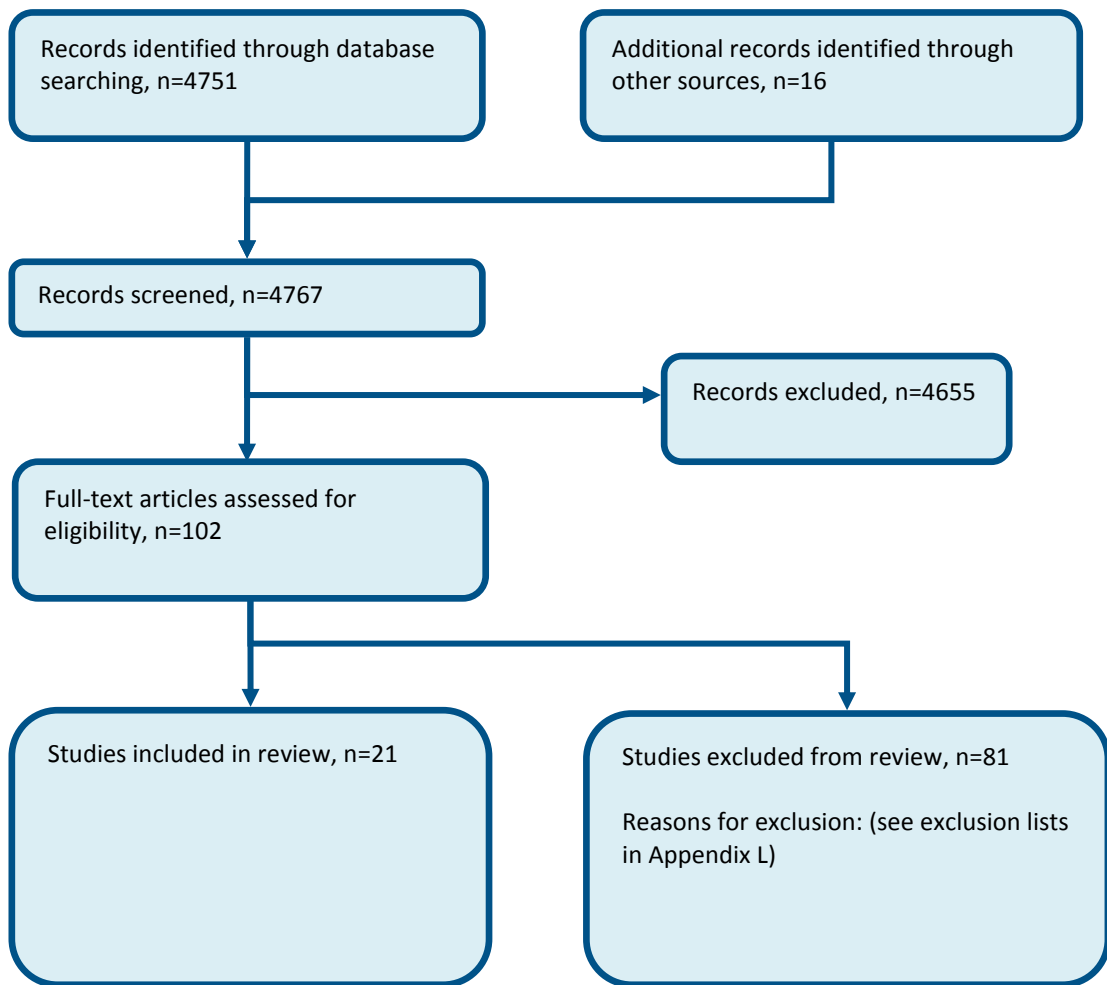 Records identified through database
searching, n=4751
Additional records identified through
other sources, n=16
Records screened, n=4767
Records excluded, n=4655
Full-text articles assessed for
eligibility, n=102
Studies included in review, n=21
Studies excluded from review, n=81
Reasons for exclusion: (see exclusion lists
in Appendix L)